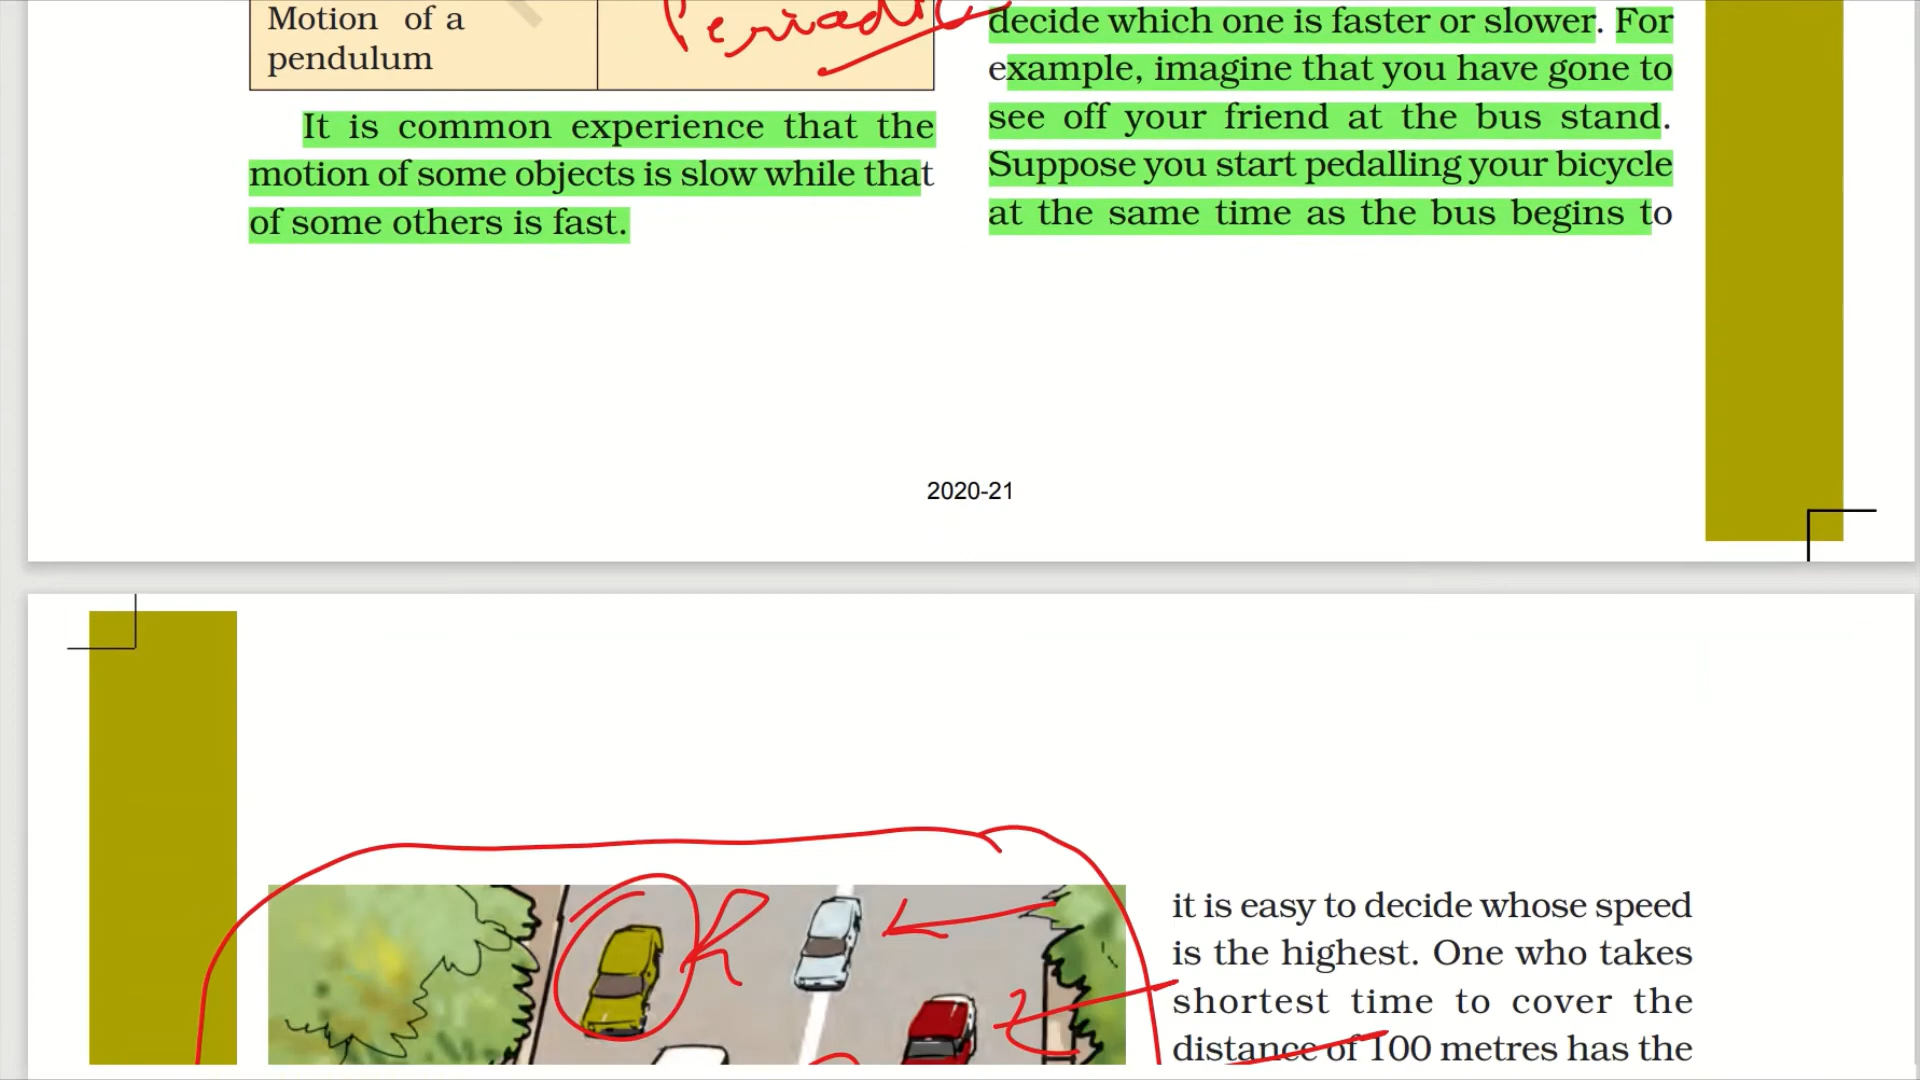 Motion of a
pendulum
Periodic
It is common experience that the
motion of some objects is slow while that
of some others is fast.
decide which one is faster or slower. For
example, imagine that you have gone to
see off your friend at the bus stand.
Suppose you start pedalling your bicycle
at the same time as the bus begins to
2020-21
it is easy to decide whose speed
is the highest. One who takes
shortest time to cover the
distance of 100 metres has the